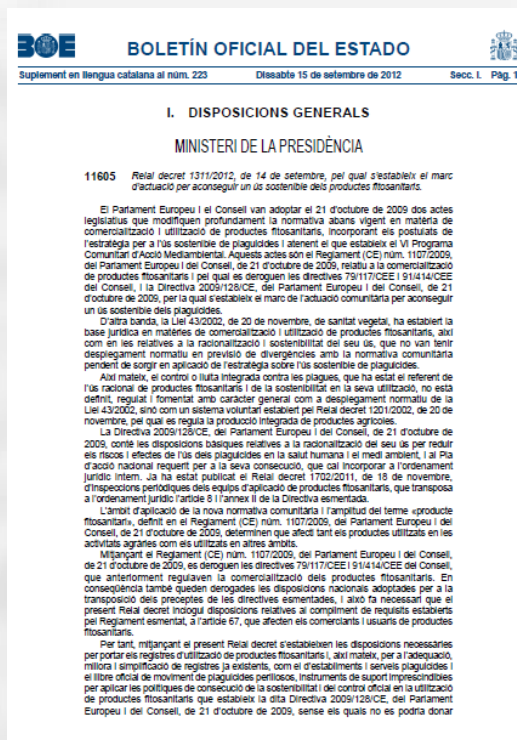 BOE BOLETÍN OFICIAL DEL ESTADO
Suplement en llengua catalana al núm. 223 Dissabte 15 de setembre de 2012 Secc. I. Pàg. 1
I. DISPOSICIONS GENERALS
MINISTERI DE LA PRESIDÈNCIA
11605 Reial decret 1311/2012, de 14 de setembre, pel qual s'estableix el marc
d'actuació per aconseguir un ús sostenible dels productes fitosanitaris.
El Parlament Europeu i el Consell van adoptar el 21 d'octubre de 2009 dos actes
legislatius que modifiquen profundament la normativa abans vigent en matèria de
comercialització i utilització de productes fitosanitaris, incorporant els postulats de
l'estratègia per a l'ús sostenible de plaguicides i atenent el que estableix el VI Programa
Comunitari d'Acció Mediambiental. Aquests actes són el Reglament (CE) núm. 1107/2009,
del Parlament Europeu i del Consell, de 21 d'octubre de 2009, relatiu a la comercialització
de productes fitosanitaris i pel qual es deroguen les directives 79/117/CEE i 91/414/CEE
del Consell, i la Directiva 2009/128/CE, del Parlament Europeu i del Consell, de 21
d'octubre de 2009, per la qual s'estableix el marc de l'actuació comunitària per aconseguir
un ús sostenible dels plaguicides.
D'altra banda, la Llei 43/2002, de 20 de novembre, de sanitat vegetal, ha establert la
base jurídica en matèries de comercialització i utilització de productes fitosanitaris, així
com en les relatives a la racionalització i sostenibilitat del seu ús, que no van tenir
desplegament normatiu en previsió de divergències amb la normativa comunitària
pendent de sorgir en aplicació de l'estratègia sobre l'ús sostenible de plaguicides.
Així mateix, el control o lluita integrada contra les plagues, que ha estat el referent de
l'ús racional de productes fitosanitaris i de la sostenibilitat en la seva utilització, no està
definit, regulat i fomentat amb caràcter general com a desplegament normatiu de la
Llei 43/2002, sinó com un sistema voluntari establert pel Reial decret 1201/2002, de 20 de
novembre, pel qual es regula la producció integrada de productes agrícoles.
La Directiva 2009/128/CE, del Parlament Europeu i del Consell, de 21 d'octubre de
2009, conté les disposicions bàsiques relatives a la racionalització del seu ús per reduir
els riscos i efectes de l'ús dels plaguicides en la salut humana i el medi ambient, i al Pla
d'acció nacional requerit per a la seva consecució, que cal incorporar a l'ordenament
jurídic intern. Ja ha estat publicat el Reial decret 1702/2011, de 18 de novembre,
d'inspeccions periòdiques dels equips d'aplicació de productes fitosanitaris, que transposa
a l'ordenament jurídic l'article 8 i l'annex II de la Directiva esmentada.
L'àmbit d'aplicació de la nova normativa comunitària i l'amplitud del terme «producte
fitosanitari», definit en el Reglament (CE) núm. 1107/2009, del Parlament Europeu i del
Consell, de 21 d'octubre de 2009, determinen que afecti tant els productes utilitzats en les
activitats agràries com els utilitzats en altres àmbits.
Mitjançant el Reglament (CE) núm. 1107/2009, del Parlament Europeu i del Consell,
de 21 d'octubre de 2009, es deroguen les directives 79/117/CEE i 91/414/CEE del Consell,
que anteriorment regulaven la comercialització dels productes fitosanitaris. En
conseqüència també queden derogades les disposicions nacionals adoptades per a la
transposició dels preceptes de les directives esmentades, i això fa necessari que el
present Reial decret inclogui disposicions relatives al compliment de requisits establerts
pel Reglament esmentat, a l'article 67, que afecten els comerciants i usuaris de productes
fitosanitaris.
Per tant, mitjançant el present Reial decret s'estableixen les disposicions necessàries
per portar els registres d'utilització de productes fitosanitaris i, així mateix, per a l'adequació,
millora i simplificació de registres ja existents, com el d'establiments i serveis plaguicides i
el llibre oficial de moviment de plaguicides perillosos, instruments de suport imprescindibles
per aplicar les polítiques de consecució de la sostenibilitat i del control oficial en la utilització
de productes fitosanitaris que estableix la dita Directiva 2009/128/CE, del Parlament
Europeu i del Consell, de 21 d'octubre de 2009, sense els quals no es podria donar